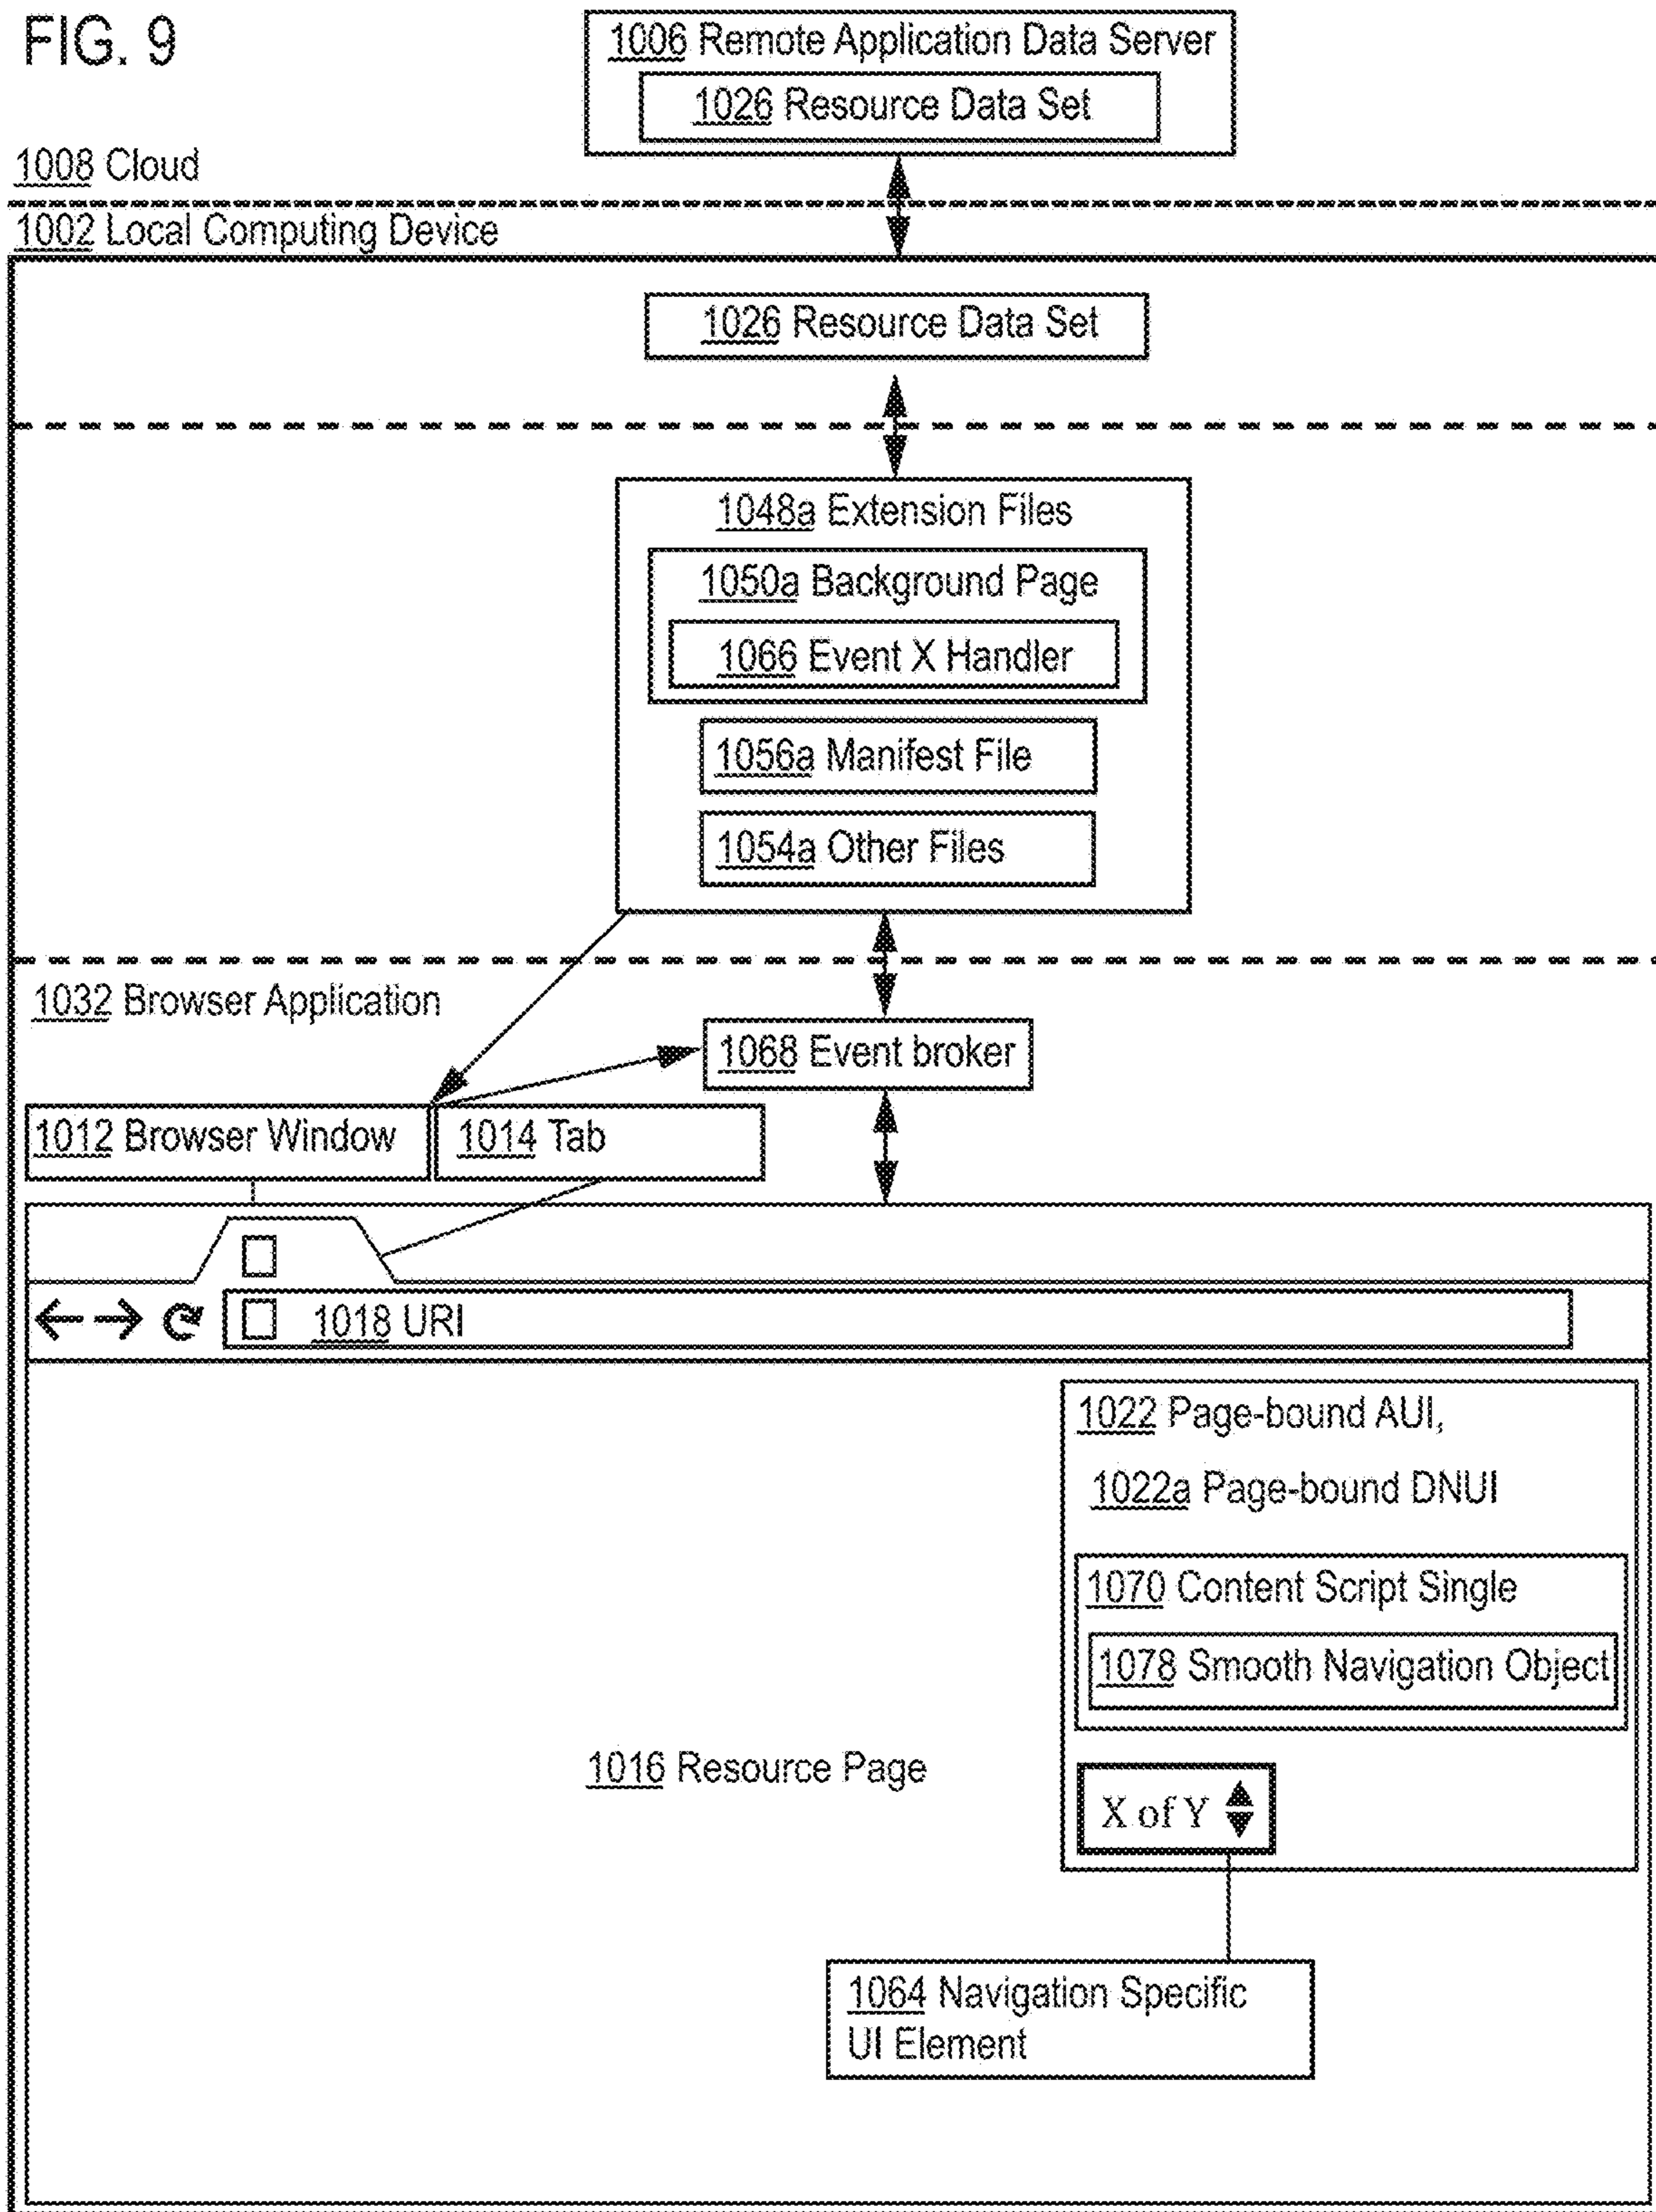 FIG. 9
1006 Remote Application Data Server
1026 Resource Data Set
1008 Cloud
1002 Local Computing Device
1026 Resource Data Set
1048a Extension Files
1050a Background Page
1066 Event X Handler
1056a Manifest File
1054a Other Files
1032 Browser Application
1068 Event broker
1012 Browser Window
1014 Tab
1018 URI
1022 Page-bound AUI,
1022a Page-bound DNUI
1070 Content Script Single
1078 Smooth Navigation Object
1016 Resource Page
X of Y
1064 Navigation Specific
UI Element